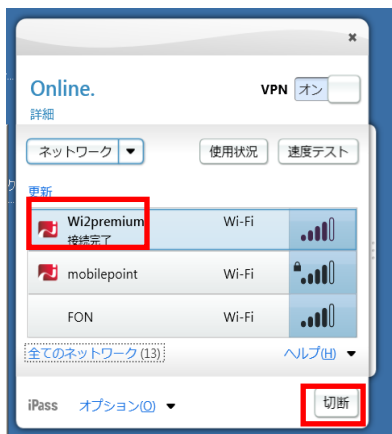 Online.
VPN オン
詳細
ネットワーク
使用状況
速度テスト
更新
Wi2premium Wi-Fi
接続完了
mobilepoint Wi-Fi
FON Wi-Fi
全てのネットワーク (13)
ヘルプ(H)
iPass オプション(O)
切断